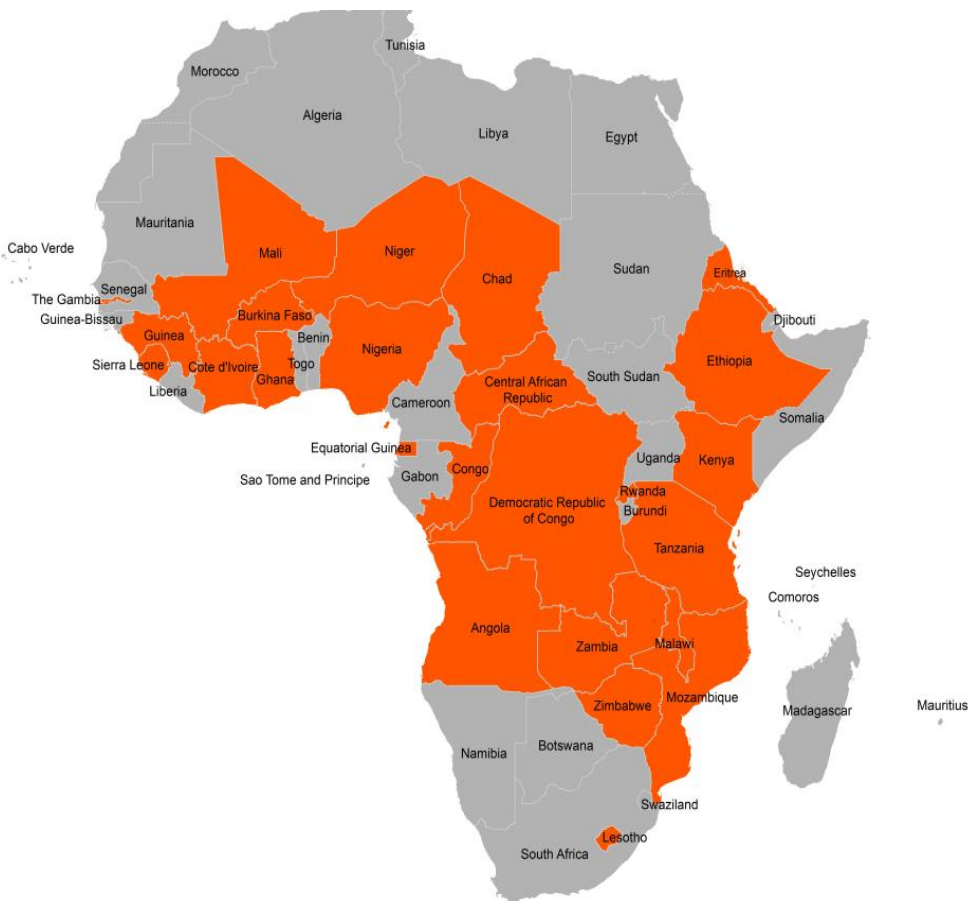 Tunisia
Morocco
Algeria
Libya
Egypt
Mauritania
Cabo Verde
Mali
Niger
Chad
Sudan
Eritrea
Senegal
The Gambia
Guinea-Bissau
Burkina Faso
Djibouti
Guinea
Benin
Nigeria
Ethiopia
Sierra Leone
Cote d'Ivoire
Togo
Ghana
South Sudan
Central African
Republic
Liberia
Cameroon
Somalia
Equatorial Guinea
Uganda
Kenya
Sao Tome and Principe
Gabon
Congo
Rwanda
Democratic Republic
of Congo
Burundi
Tanzania
Seychelles
Comoros
Angola
Zambia
Malawi
Mozambique
Zimbabwe
Madagascar
Mauritius
Namibia
Botswana
Swaziland
Lesotho
South Africa